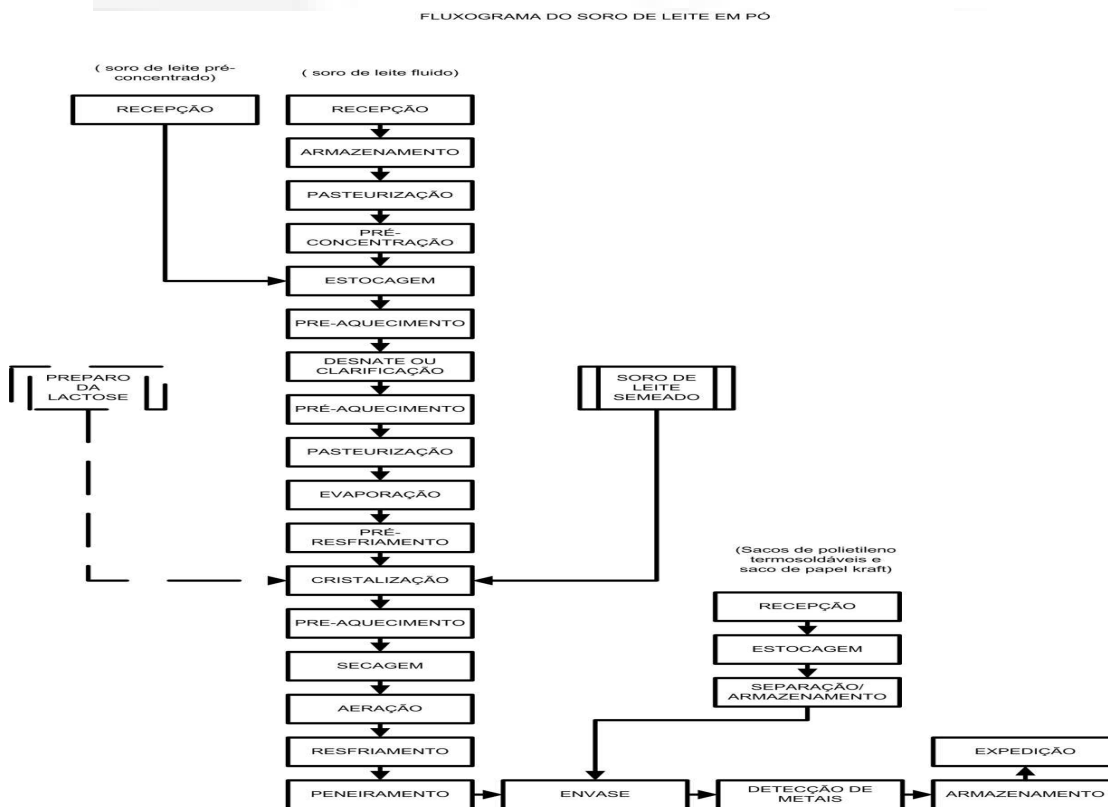 FLUXOGRAMA DO SORO DE LEITE EM PÓ
( soro de leite pré-
concentrado)
RECEPÇÃO
( soro de leite fluido)
RECEPÇÃO
ARMAZENAMENTO
PASTEURIZAÇÃO
PRÉ-
CONCENTRAÇÃO
ESTOCAGEM
PRE-AQUECIMENTO
DESNATE OU
CLARIFICAÇÃO
PREPARO
DA
LACTOSE
SORO DE
LEITE
SEMEADO
PRÉ-AQUECIMENTO
PASTEURIZAÇÃO
EVAPORAÇÃO
PRÉ-
RESFRIAMENTO
CRISTALIZAÇÃO
PRE-AQUECIMENTO
SECAGEM
AERAÇÃO
RESFRIAMENTO
PENEIRAMENTO
(Sacos de polietileno
termosoldáveis e
saco de papel kraft)
RECEPÇÃO
ESTOCAGEM
SEPARAÇÃO/
ARMAZENAMENTO
ENVASE
DETECÇÃO DE
METAIS
ARMAZENAMENTO
EXPEDIÇÃO